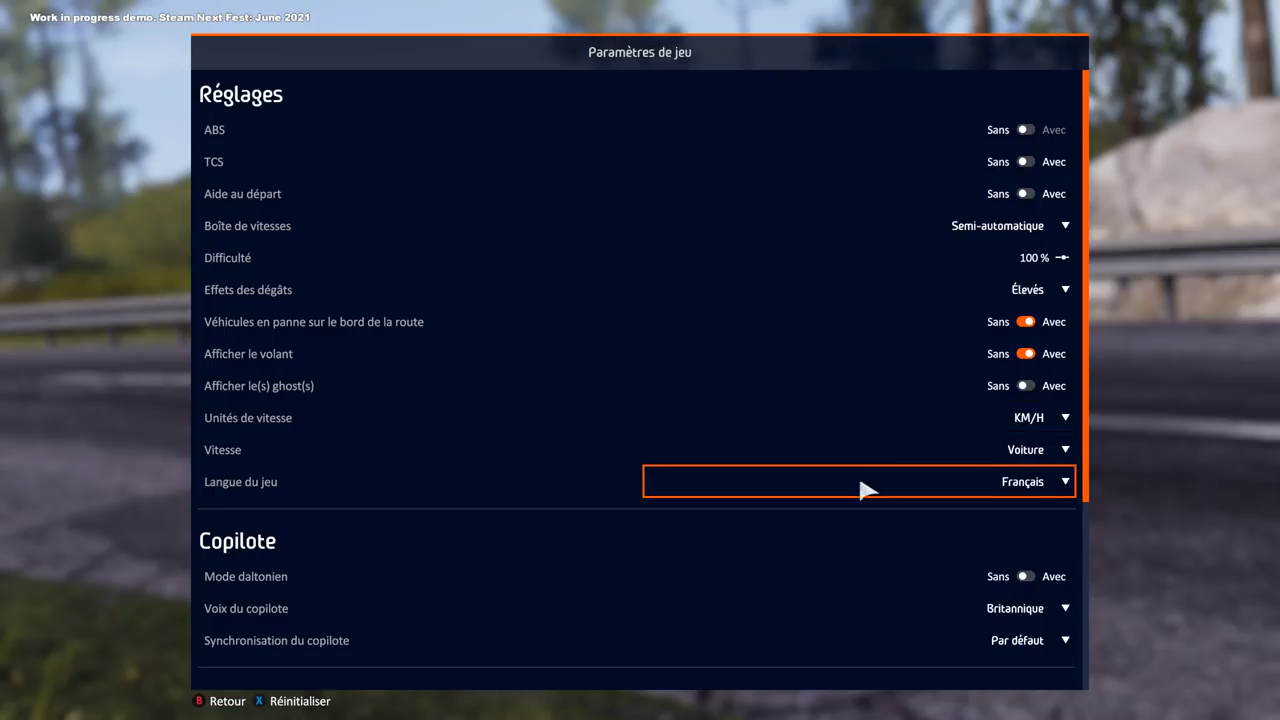 Work in progress demo. Steam Next Fest: June 2021
Paramètres de jeu
Réglages
ABS Sans Avec
TCS Sans Avec
Aide au départ Sans Avec
Boîte de vitesses Semi-automatique
Difficulté 100 %
Effets des dégâts Élevés
Véhicules en panne sur le bord de la route Sans Avec
Afficher le volant Sans Avec
Afficher le(s) ghost(s) Sans Avec
Unités de vitesse KM/H
Vitesse Voiture
Langue du jeu Français
Copilote
Mode daltonien Sans Avec
Voix du copilote Britannique
Synchronisation du copilote Par défaut
B Retour X Réinitialiser